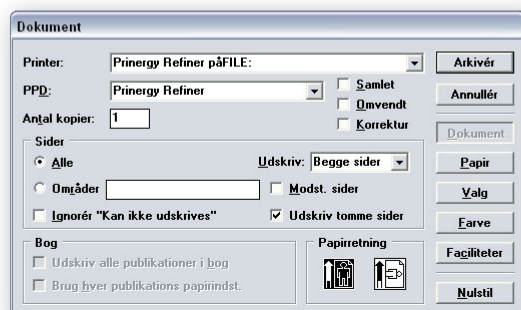 Dokument
Printer: Prinergy Refiner påFILE: Arkivér
PPD: Prinergy Refiner Samlet Annullér
Omvendt
Antal kopier: 1 Korrektur Dokument
Sider
Alle Udskriv: Begge sider Papir
Områder Modst. sider Valg
Ignorér "Kan ikke udskrives" Udskriv tomme sider Farve
Bog Papirretning Faciliteter
Udskriv alle publikationer i bog
Brug hver publikations papirindst. Nulstil